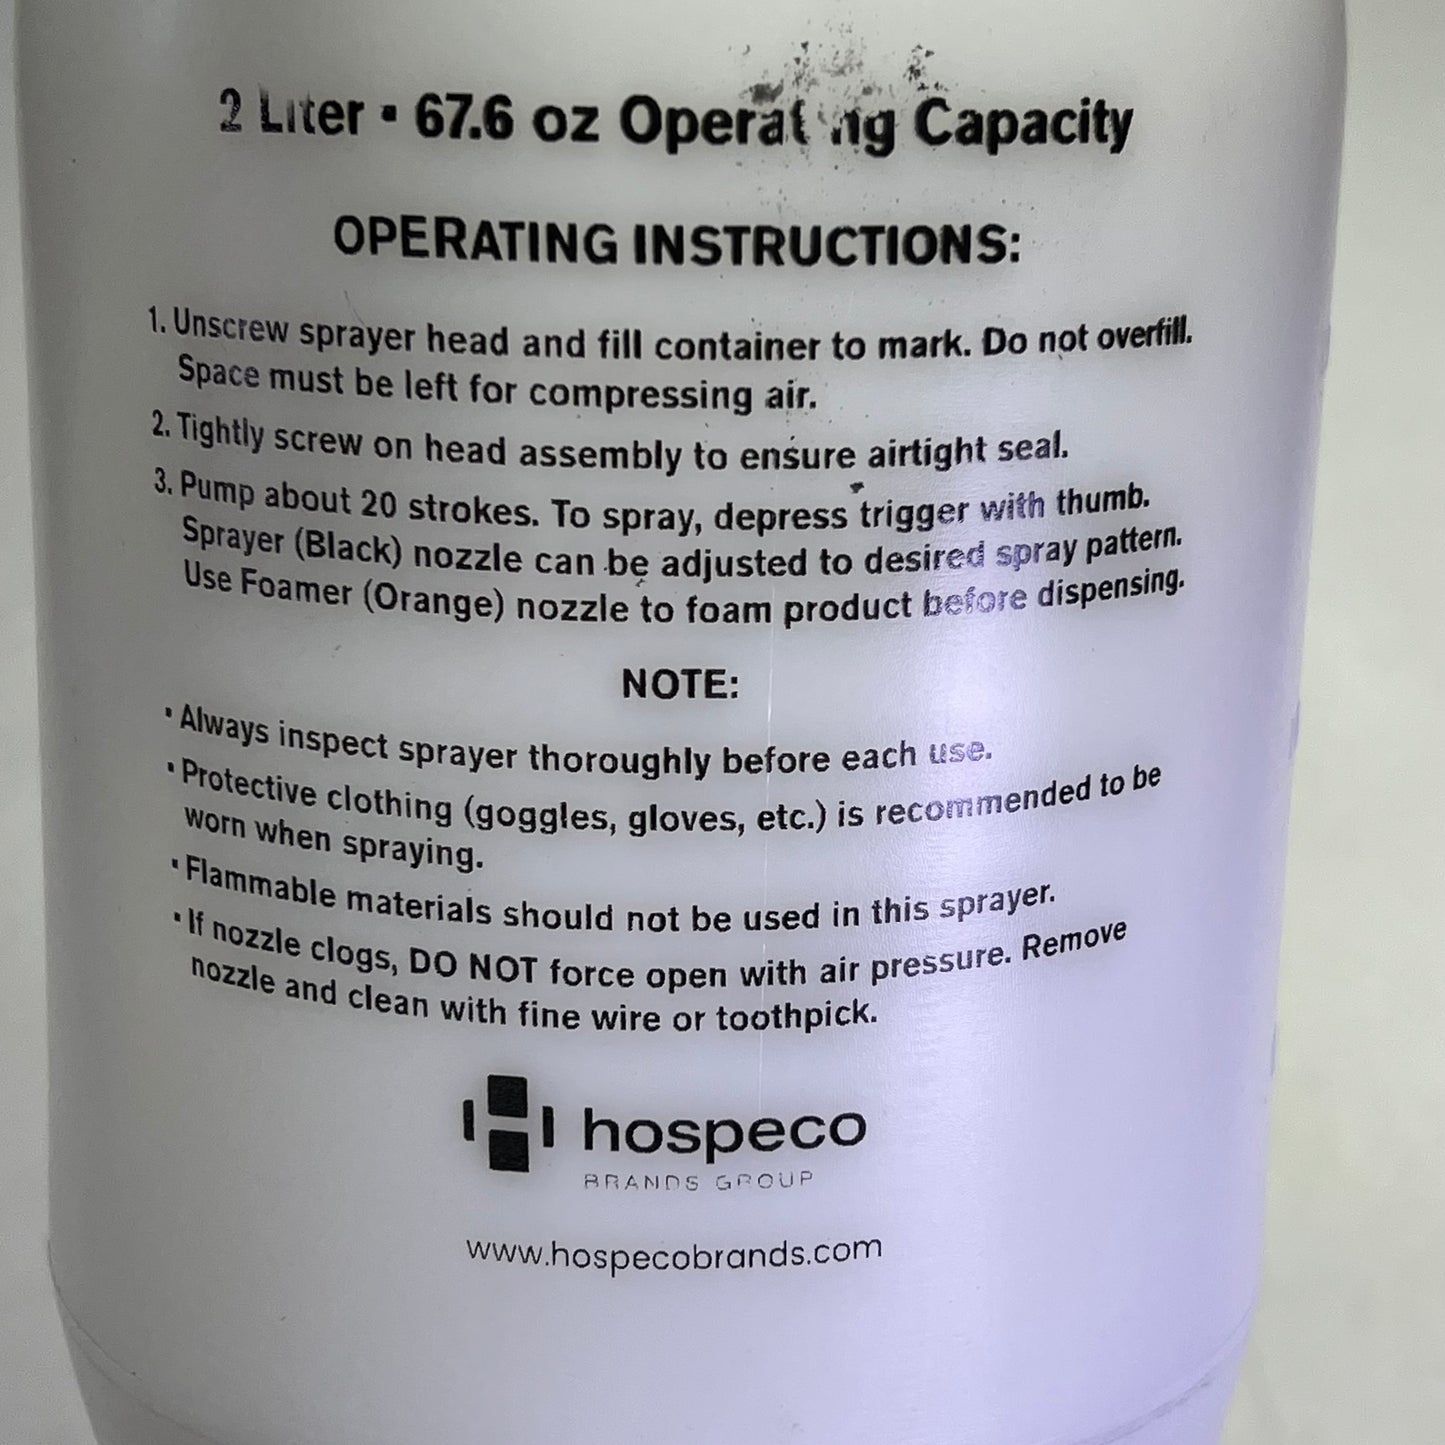 2 Liter ▪ 67.6 oz Operating Capacity
OPERATING INSTRUCTIONS:
1. Unscrew sprayer head and fill container to mark. Do not overfill.
Space must be left for compressing air.
2. Tightly screw on head assembly to ensure airtight seal.
3. Pump about 20 strokes. To spray, depress trigger with thumb.
Sprayer (Black) nozzle can be adjusted to desired spray pattern.
Use Foamer (Orange) nozzle to foam product before dispensing.
NOTE:
▪ Always inspect sprayer thoroughly before each use.
▪ Protective clothing (goggles, gloves, etc.) is recommended to be
worn when spraying.
▪ Flammable materials should not be used in this sprayer.
▪ If nozzle clogs, DO NOT force open with air pressure. Remove
nozzle and clean with fine wire or toothpick.
hospeco
BRANDS GROUP
www.hospecobrands.com